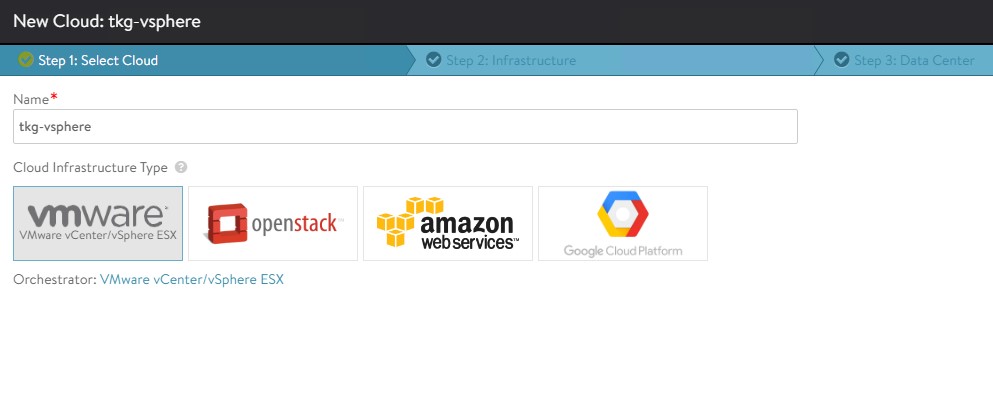 New Cloud: tkg-vsphere
Step 1: Select Cloud Step 2: Infrastructure Step 3: Data Center
Name*
tkg-vsphere
Cloud Infrastructure Type ?
vmware® openstack™ amazon web services™ Google Cloud Platform
VMware vCenter/vSphere ESX
Orchestrator: VMware vCenter/vSphere ESX